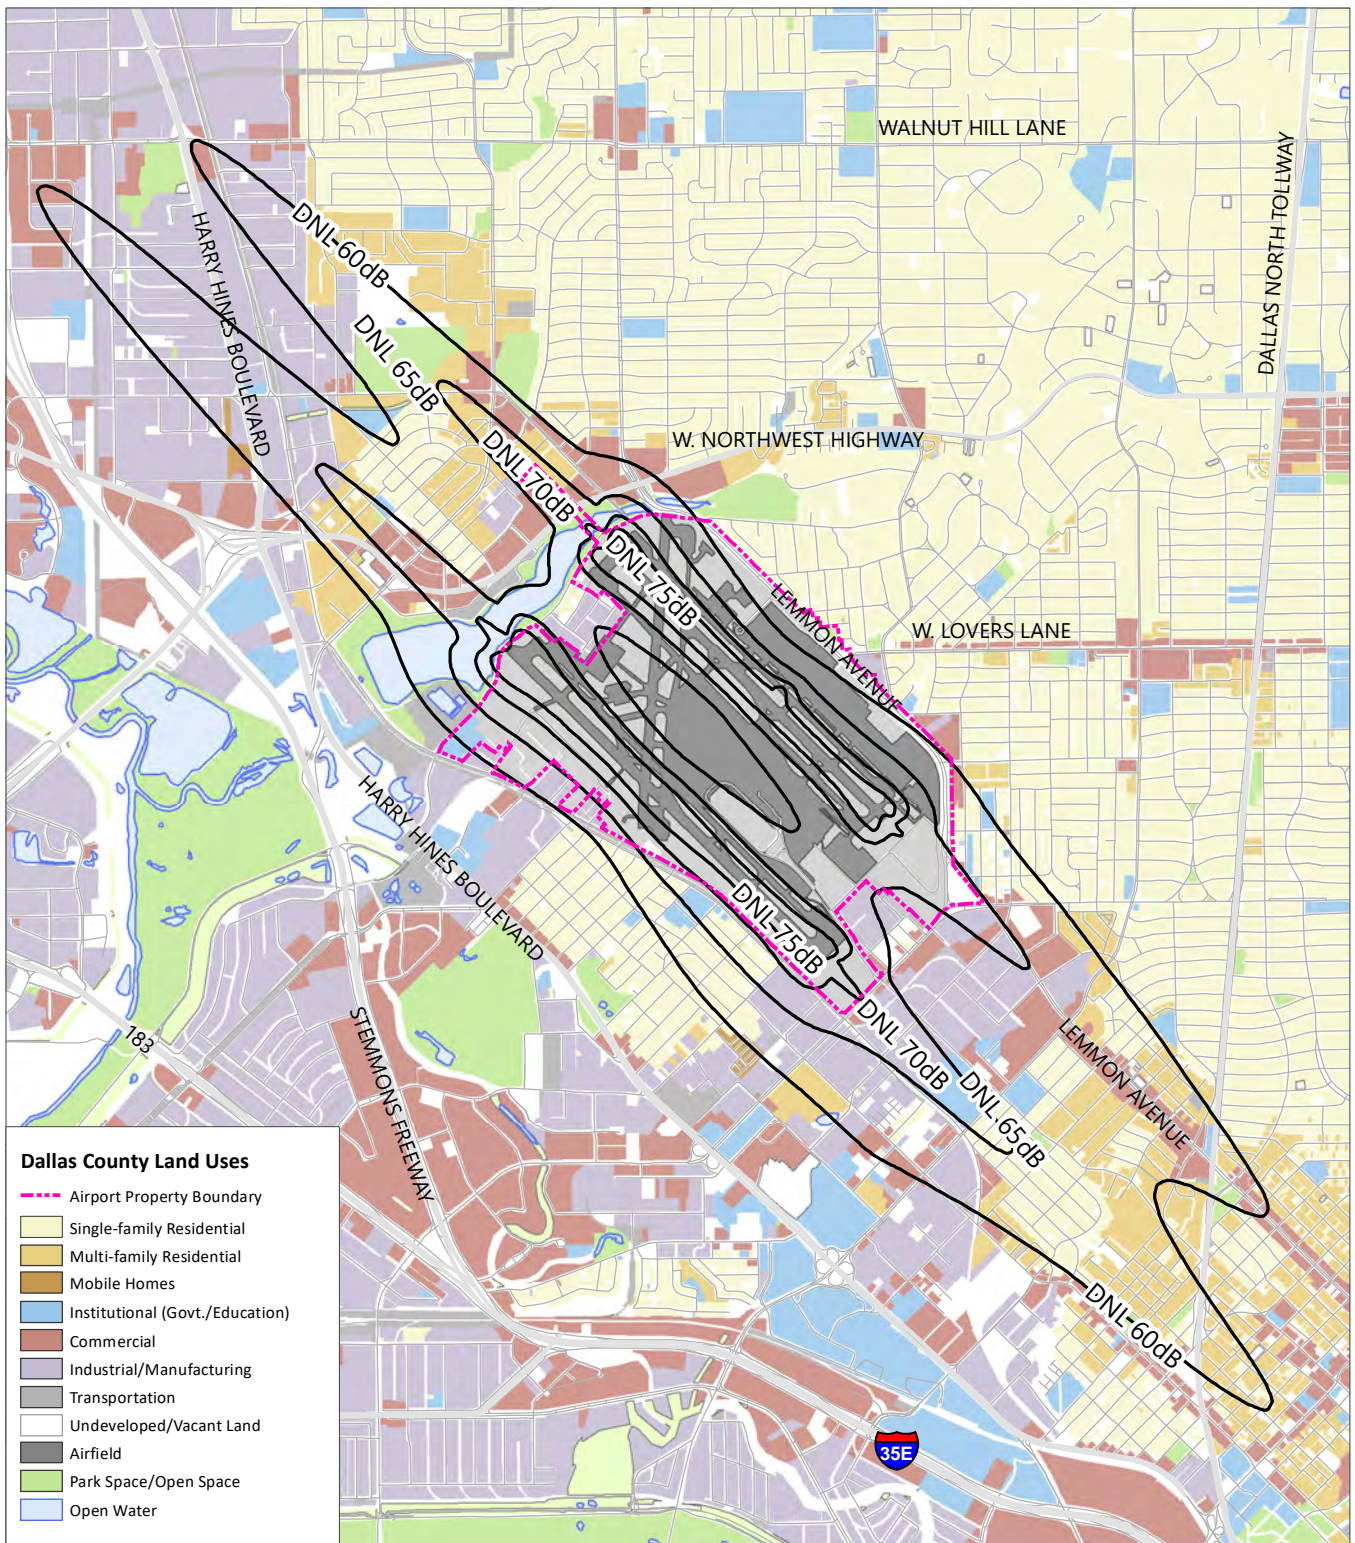 WALNUT HILL LANE
DALLAS NORTH TOLLWAY
HARRY HINES BOULEVARD
DNL 60dB
DNL 65dB
DNL 70dB
W. NORTHWEST HIGHWAY
DNL 75dB
LEMMON AVENUE
W. LOVERS LANE
HARRY HINES BOULEVARD
DNL 75dB
DNL 70dB
DNL 65dB
LEMMON AVENUE
183
STEMMONS FREEWAY
DNL 60dB
35E
Dallas County Land Uses
Airport Property Boundary
Single-family Residential
Multi-family Residential
Mobile Homes
Institutional (Govt./Education)
Commercial
Industrial/Manufacturing
Transportation
Undeveloped/Vacant Land
Airfield
Park Space/Open Space
Open Water